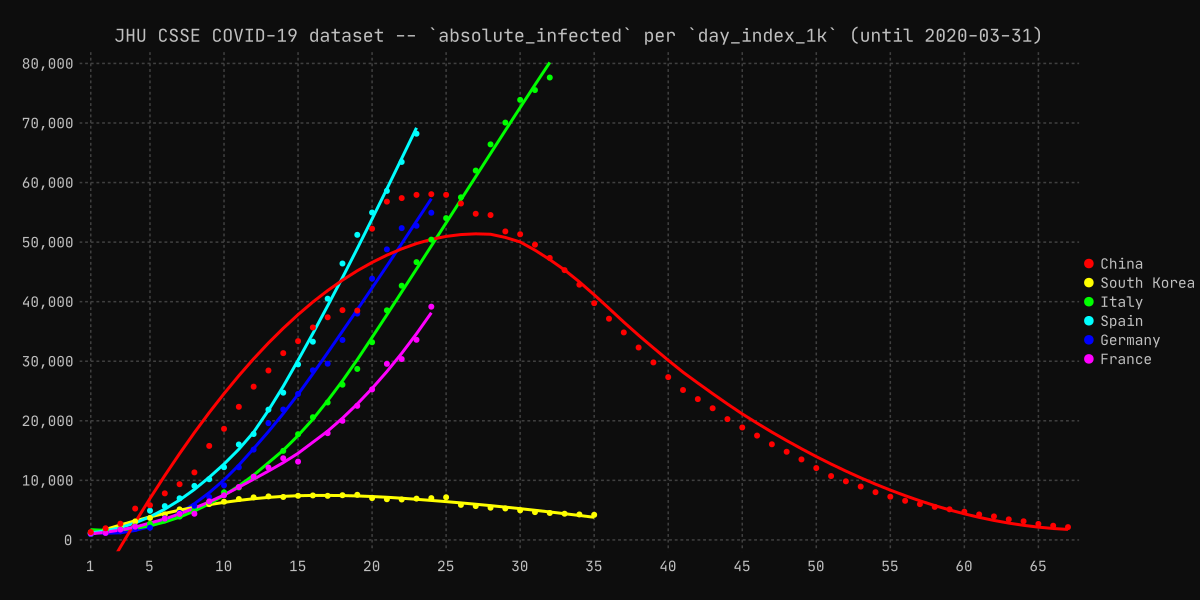 JHU CSSE COVID-19 dataset -- `absolute_infected` per `day_index_1k` (until 2020-03-31)
80,000
70,000
60,000
50,000
40,000
30,000
20,000
10,000
0
1 5 10 15 20 25 30 35 40 45 50 55 60 65
China
South Korea
Italy
Spain
Germany
France